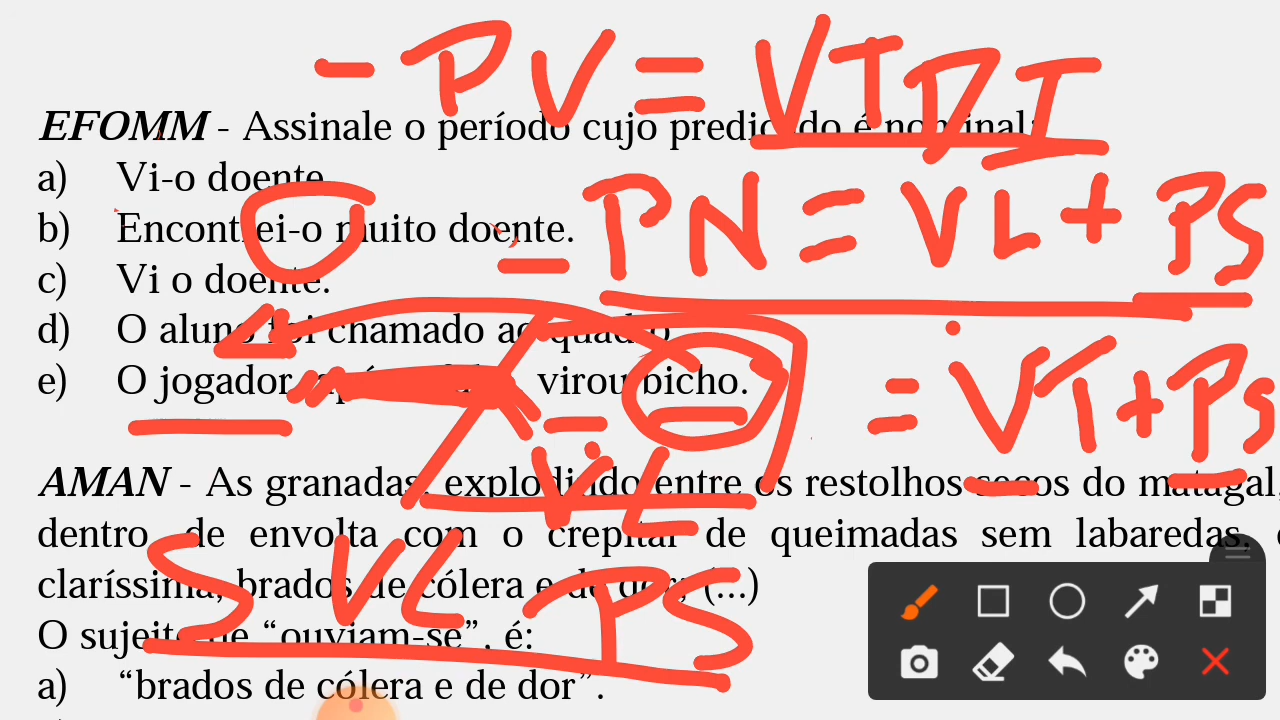 - PV = VTDI
EFOMM - Assinale o período cujo predicado é nominal:
a) Vi-o doente.
- PN = VL + PS
b) Encontrei-o muito doente.
c) Vi o doente.
d) O aluno foi chamado ao quadro
e) O jogador, virou bicho.
= VT + PS
AMAN - As granadas, explodindo entre os restolhos secos do matagal,
VL
dentro, de envolta com o crepitar de queimadas sem labaredas,
claríssima, brados de cólera e de dor; (...)
S VL PS
O sujeito de “ouviam-se”, é:
a) “brados de cólera e de dor”.